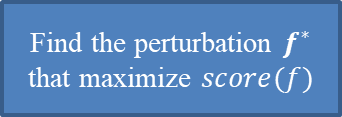 Find the perturbation f*
that maximize score(f)